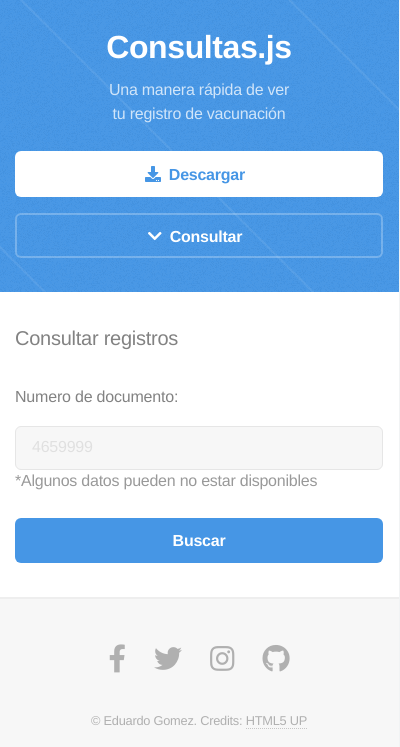 Consultas.js
Una manera rápida de ver
tu registro de vacunación
Descargar
Consultar
Consultar registros
Numero de documento:
4659999
*Algunos datos pueden no estar disponibles
Buscar
© Eduardo Gomez. Credits: HTML5 UP